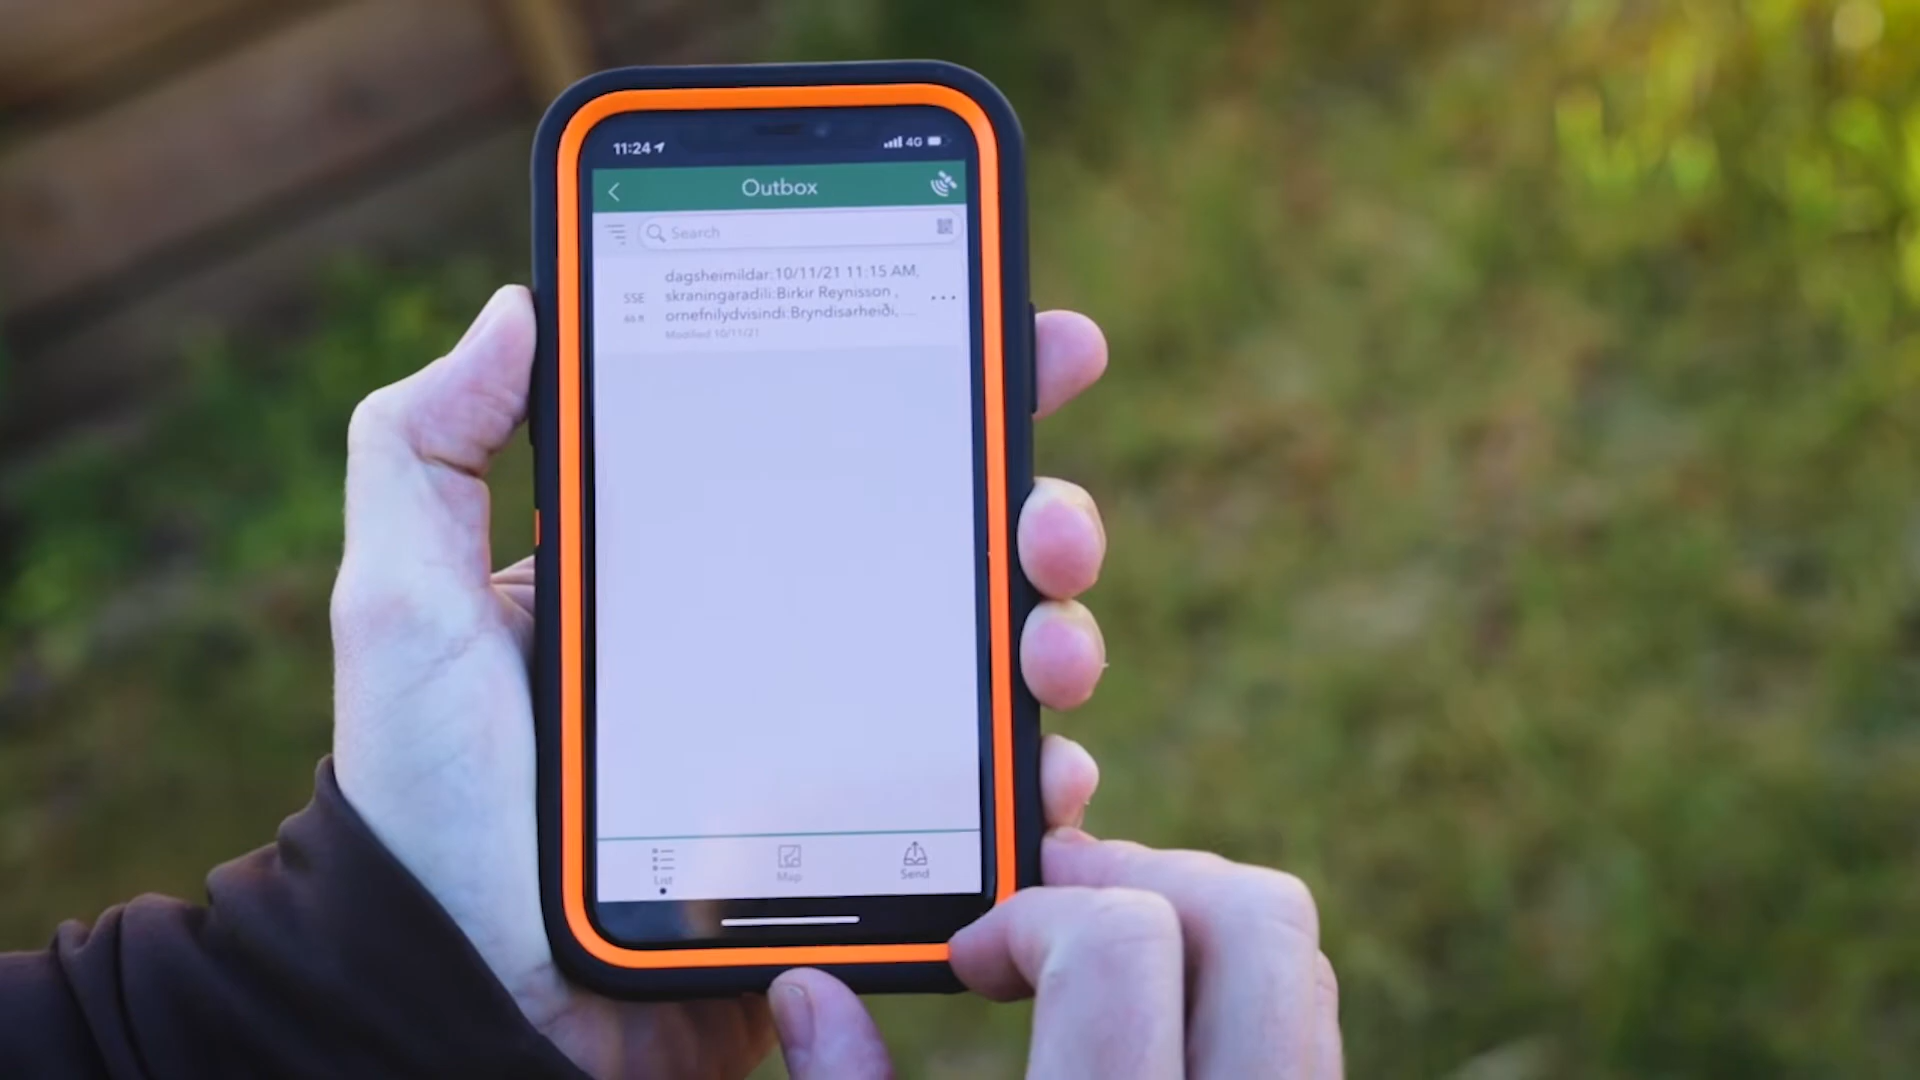 11:24
4G
Outbox
Search
dagsheimildar:10/11/21 11:15 AM,
SSE
skraningaradili:Birkir Reynisson ,
ornefnilydvisindi:Bryndisarheiði, ...
Modified 10/11/21
List
Map
Send